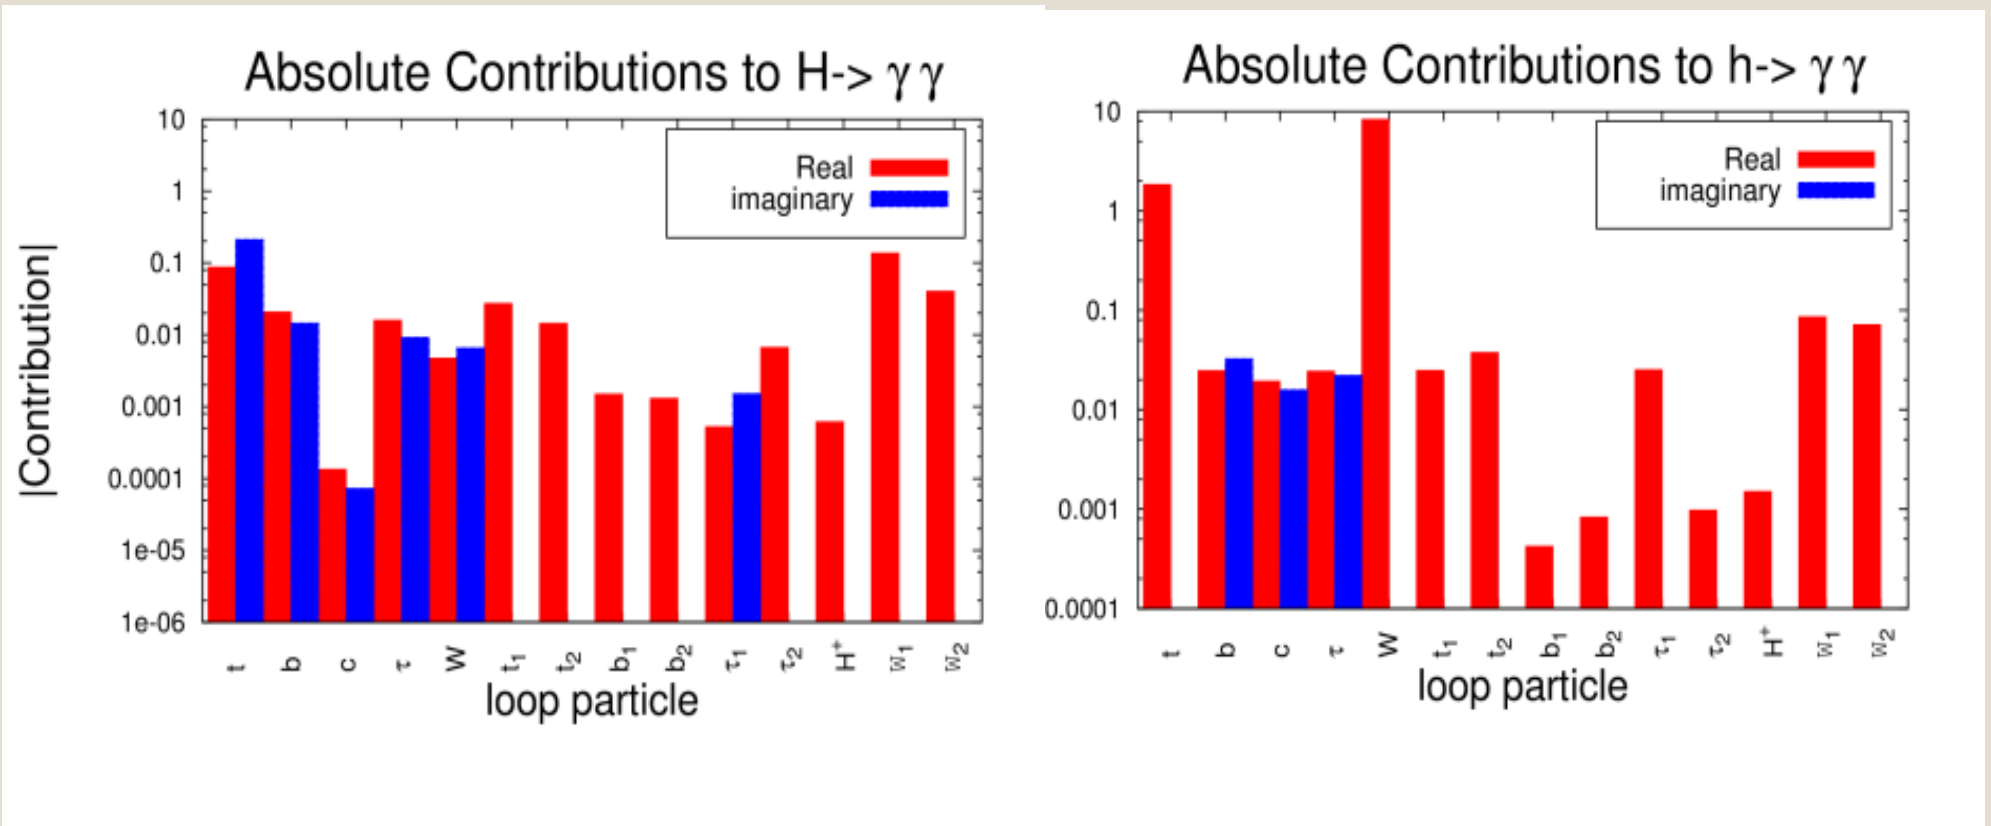 Absolute Contributions to H-> γ γ
10
1
0.1
0.01
0.001
0.0001
1e-05
1e-06
|Contribution|
Real
imaginary
t b c τ W t₁ t₂ b₁ b₂ τ₁ τ₂ H⁺ W₁ W₂
loop particle
Absolute Contributions to h-> γ γ
10
1
0.1
0.01
0.001
0.0001
Real
imaginary
t b c τ W t₁ t₂ b₁ b₂ τ₁ τ₂ H⁺ W₁ W₂
loop particle